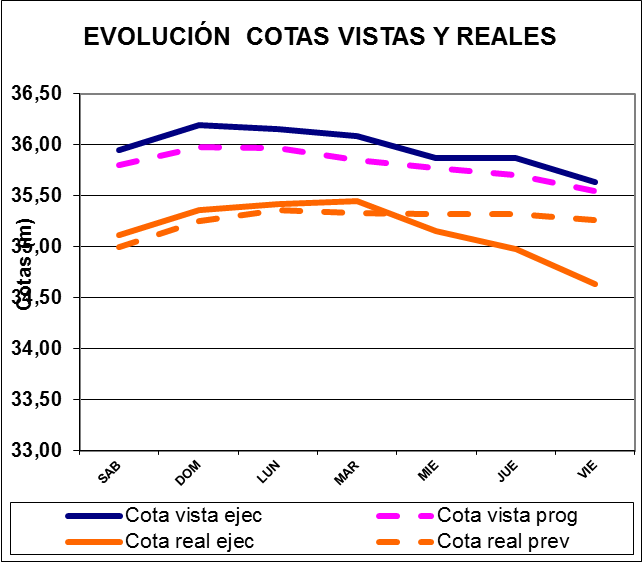 EVOLUCIÓN  COTAS VISTAS Y REALES
36,50
36,00
35,50
35,00
34,50
34,00
33,50
33,00
Cotas (m)
SAB DOM LUN MAR MIE JUE VIE
Cota vista ejec Cota vista prog
Cota real ejec Cota real prev